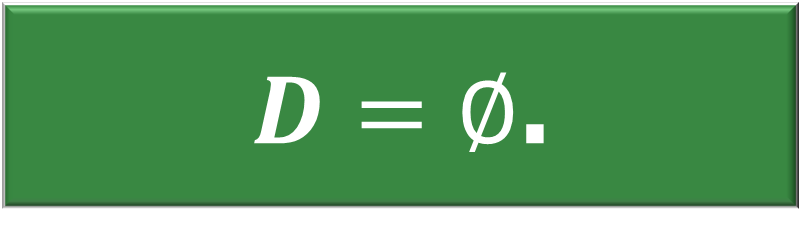 D = ∅.